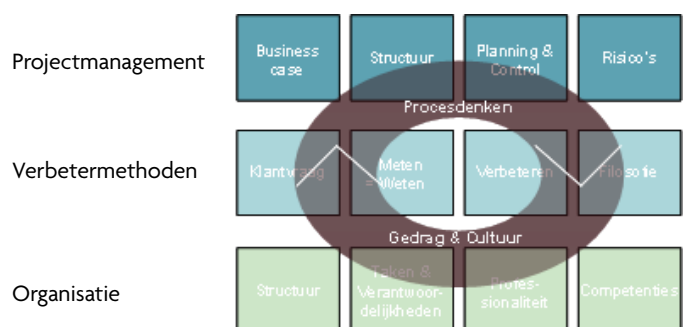 Projectmanagement
Business
case
Structuur
Planning &
Control
Risico's
Procesdenken
Verbetermethoden
Klantvraag
Meten
= Weten
Verbeteren
Filosofie
Gedrag & Cultuur
Organisatie
Structuur
Taken &
Verantwoor-
delijkheden
Profes-
sionaliteit
Competenties